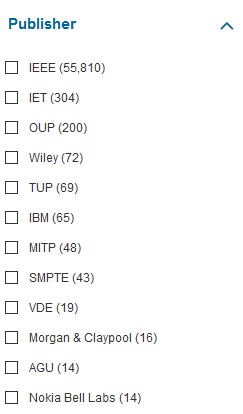 Publisher
IEEE (55,810)
IET (304)
OUP (200)
Wiley (72)
TUP (69)
IBM (65)
MITP (48)
SMPTE (43)
VDE (19)
Morgan & Claypool (16)
AGU (14)
Nokia Bell Labs (14)